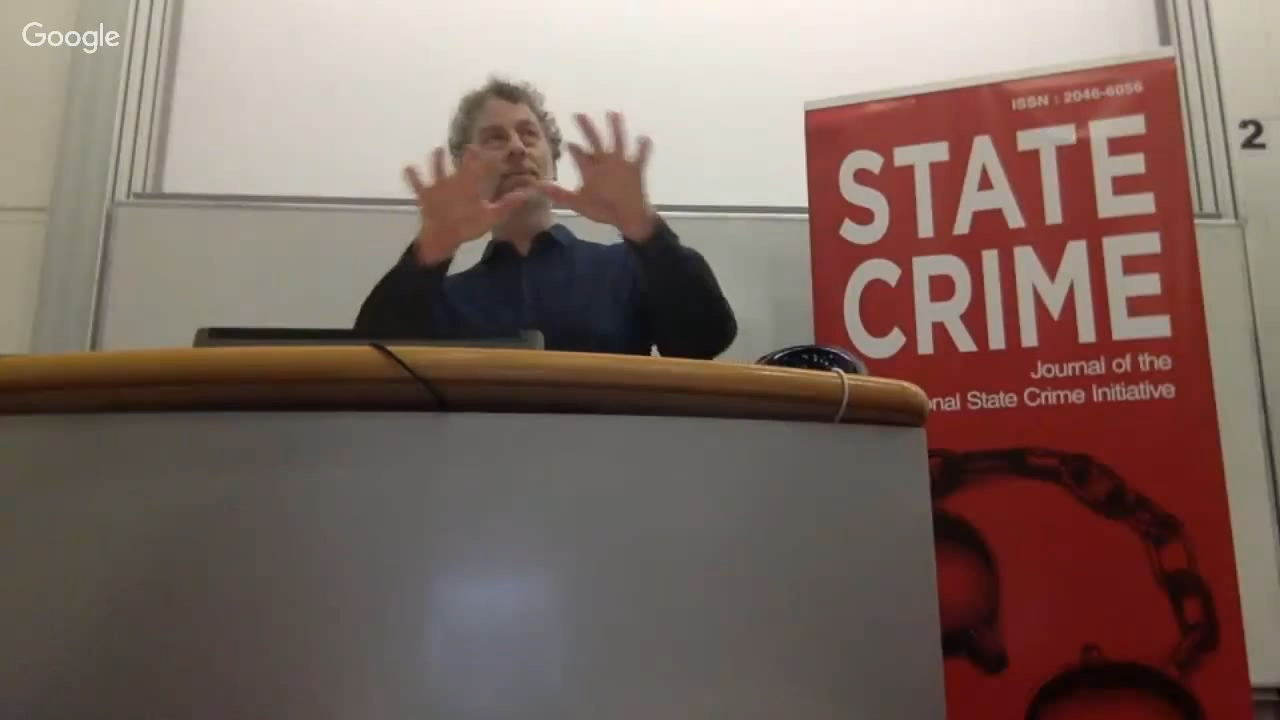 Google
ISSN : 2046-6056
STATE
CRIME
Journal of the
onal State Crime Initiative
2